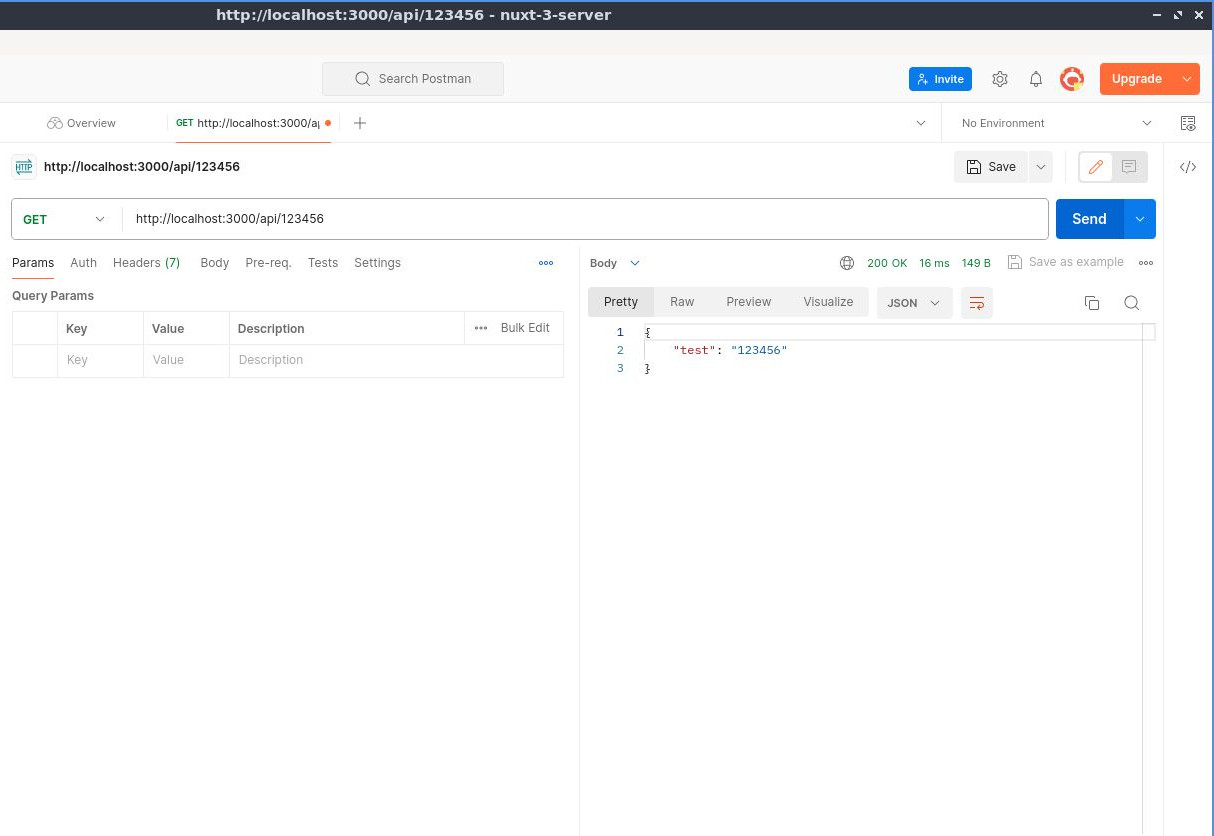 http://localhost:3000/api/123456 - nuxt-3-server
Search Postman
Invite
Upgrade
Overview
GET http://localhost:3000/a
No Environment
HTTP http://localhost:3000/api/123456
Save
GET http://localhost:3000/api/123456
Send
Params Auth Headers (7) Body Pre-req. Tests Settings
Body 200 OK 16 ms 149 B Save as example
Query Params
Pretty Raw Preview Visualize JSON
Key Value Description Bulk Edit
Key Value Description
1 {
2 "test": "123456"
3 }